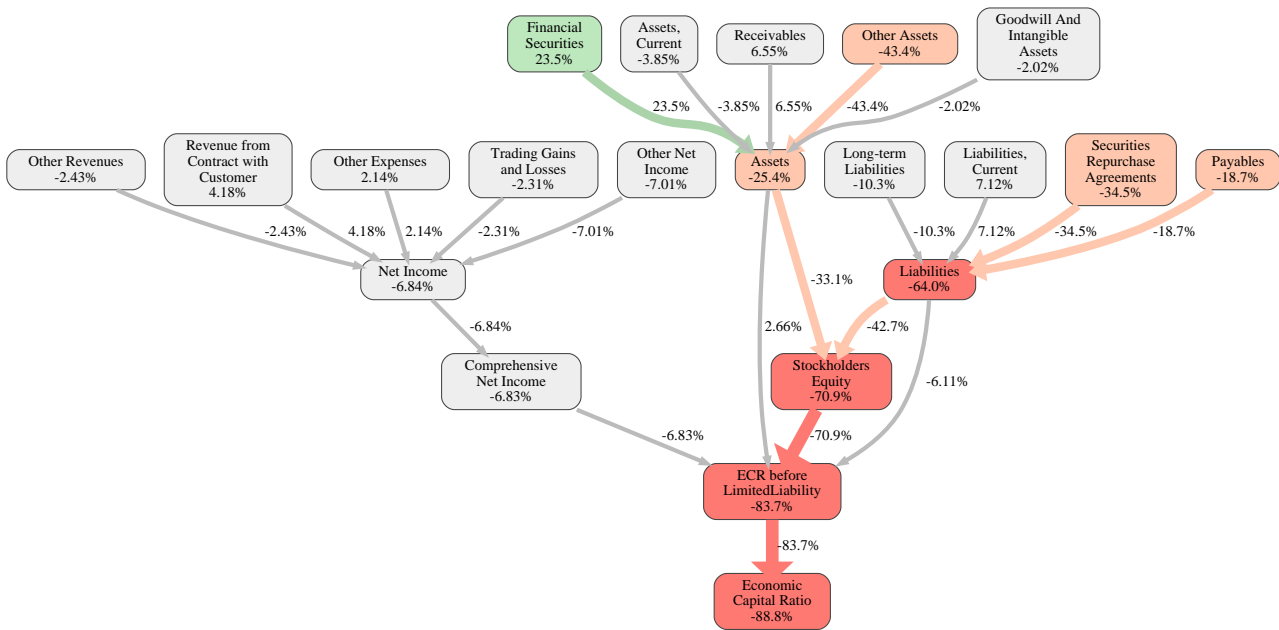 Financial
Securities
23.5%
Assets,
Current
-3.85%
Receivables
6.55%
Other Assets
-43.4%
Goodwill And
Intangible
Assets
-2.02%
23.5%
-3.85%
6.55%
-43.4%
-2.02%
Other Revenues
-2.43%
Revenue from
Contract with
Customer
4.18%
Other Expenses
2.14%
Trading Gains
and Losses
-2.31%
Other Net
Income
-7.01%
Assets
-25.4%
Long-term
Liabilities
-10.3%
Liabilities,
Current
7.12%
Securities
Repurchase
Agreements
-34.5%
Payables
-18.7%
-2.43%
4.18%
2.14%
-2.31%
-7.01%
-10.3%
7.12%
-34.5%
-18.7%
Net Income
-6.84%
-33.1%
Liabilities
-64.0%
-6.84%
2.66%
-42.7%
Comprehensive
Net Income
-6.83%
Stockholders
Equity
-70.9%
-6.11%
-6.83%
-70.9%
ECR before
LimitedLiability
-83.7%
-83.7%
Economic
Capital Ratio
-88.8%